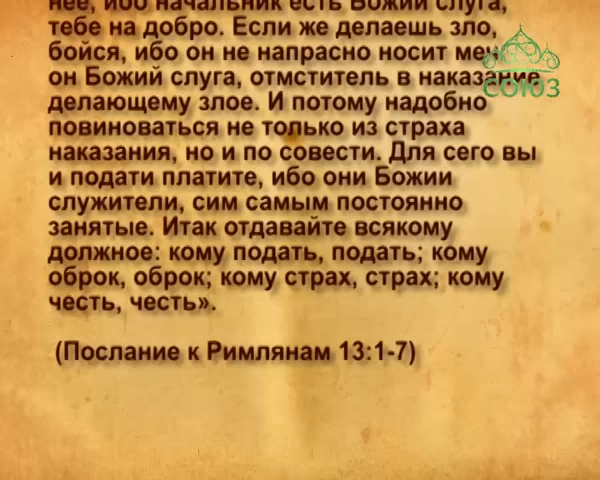 нее, ибо начальник есть Божий слуга,
тебе на добро. Если же делаешь зло,
бойся, ибо он не напрасно носит меч:
он Божий слуга, отмститель в наказание
делающему злое. И потому надобно
повиноваться не только из страха
наказания, но и по совести. Для сего вы
и подати платите, ибо они Божии
служители, сим самым постоянно
занятые. Итак отдавайте всякому
должное: кому подать, подать; кому
оброк, оброк; кому страх, страх; кому
честь, честь».
(Послание к Римлянам 13:1-7)
СОЮЗ